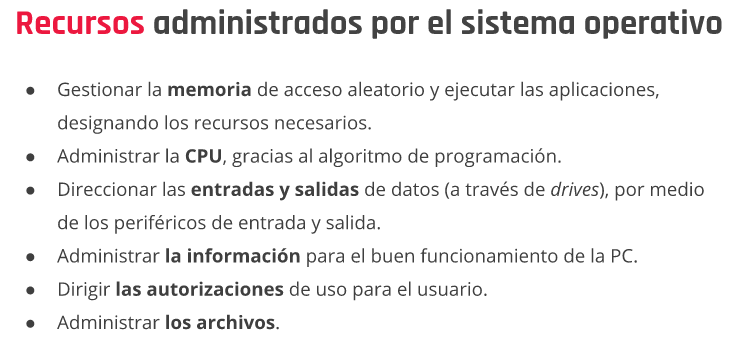 Recursos administrados por el sistema operativo
● Gestionar la memoria de acceso aleatorio y ejecutar las aplicaciones,
designando los recursos necesarios.
● Administrar la CPU, gracias al algoritmo de programación.
● Direccionar las entradas y salidas de datos (a través de drives), por medio
de los periféricos de entrada y salida.
● Administrar la información para el buen funcionamiento de la PC.
● Dirigir las autorizaciones de uso para el usuario.
● Administrar los archivos.